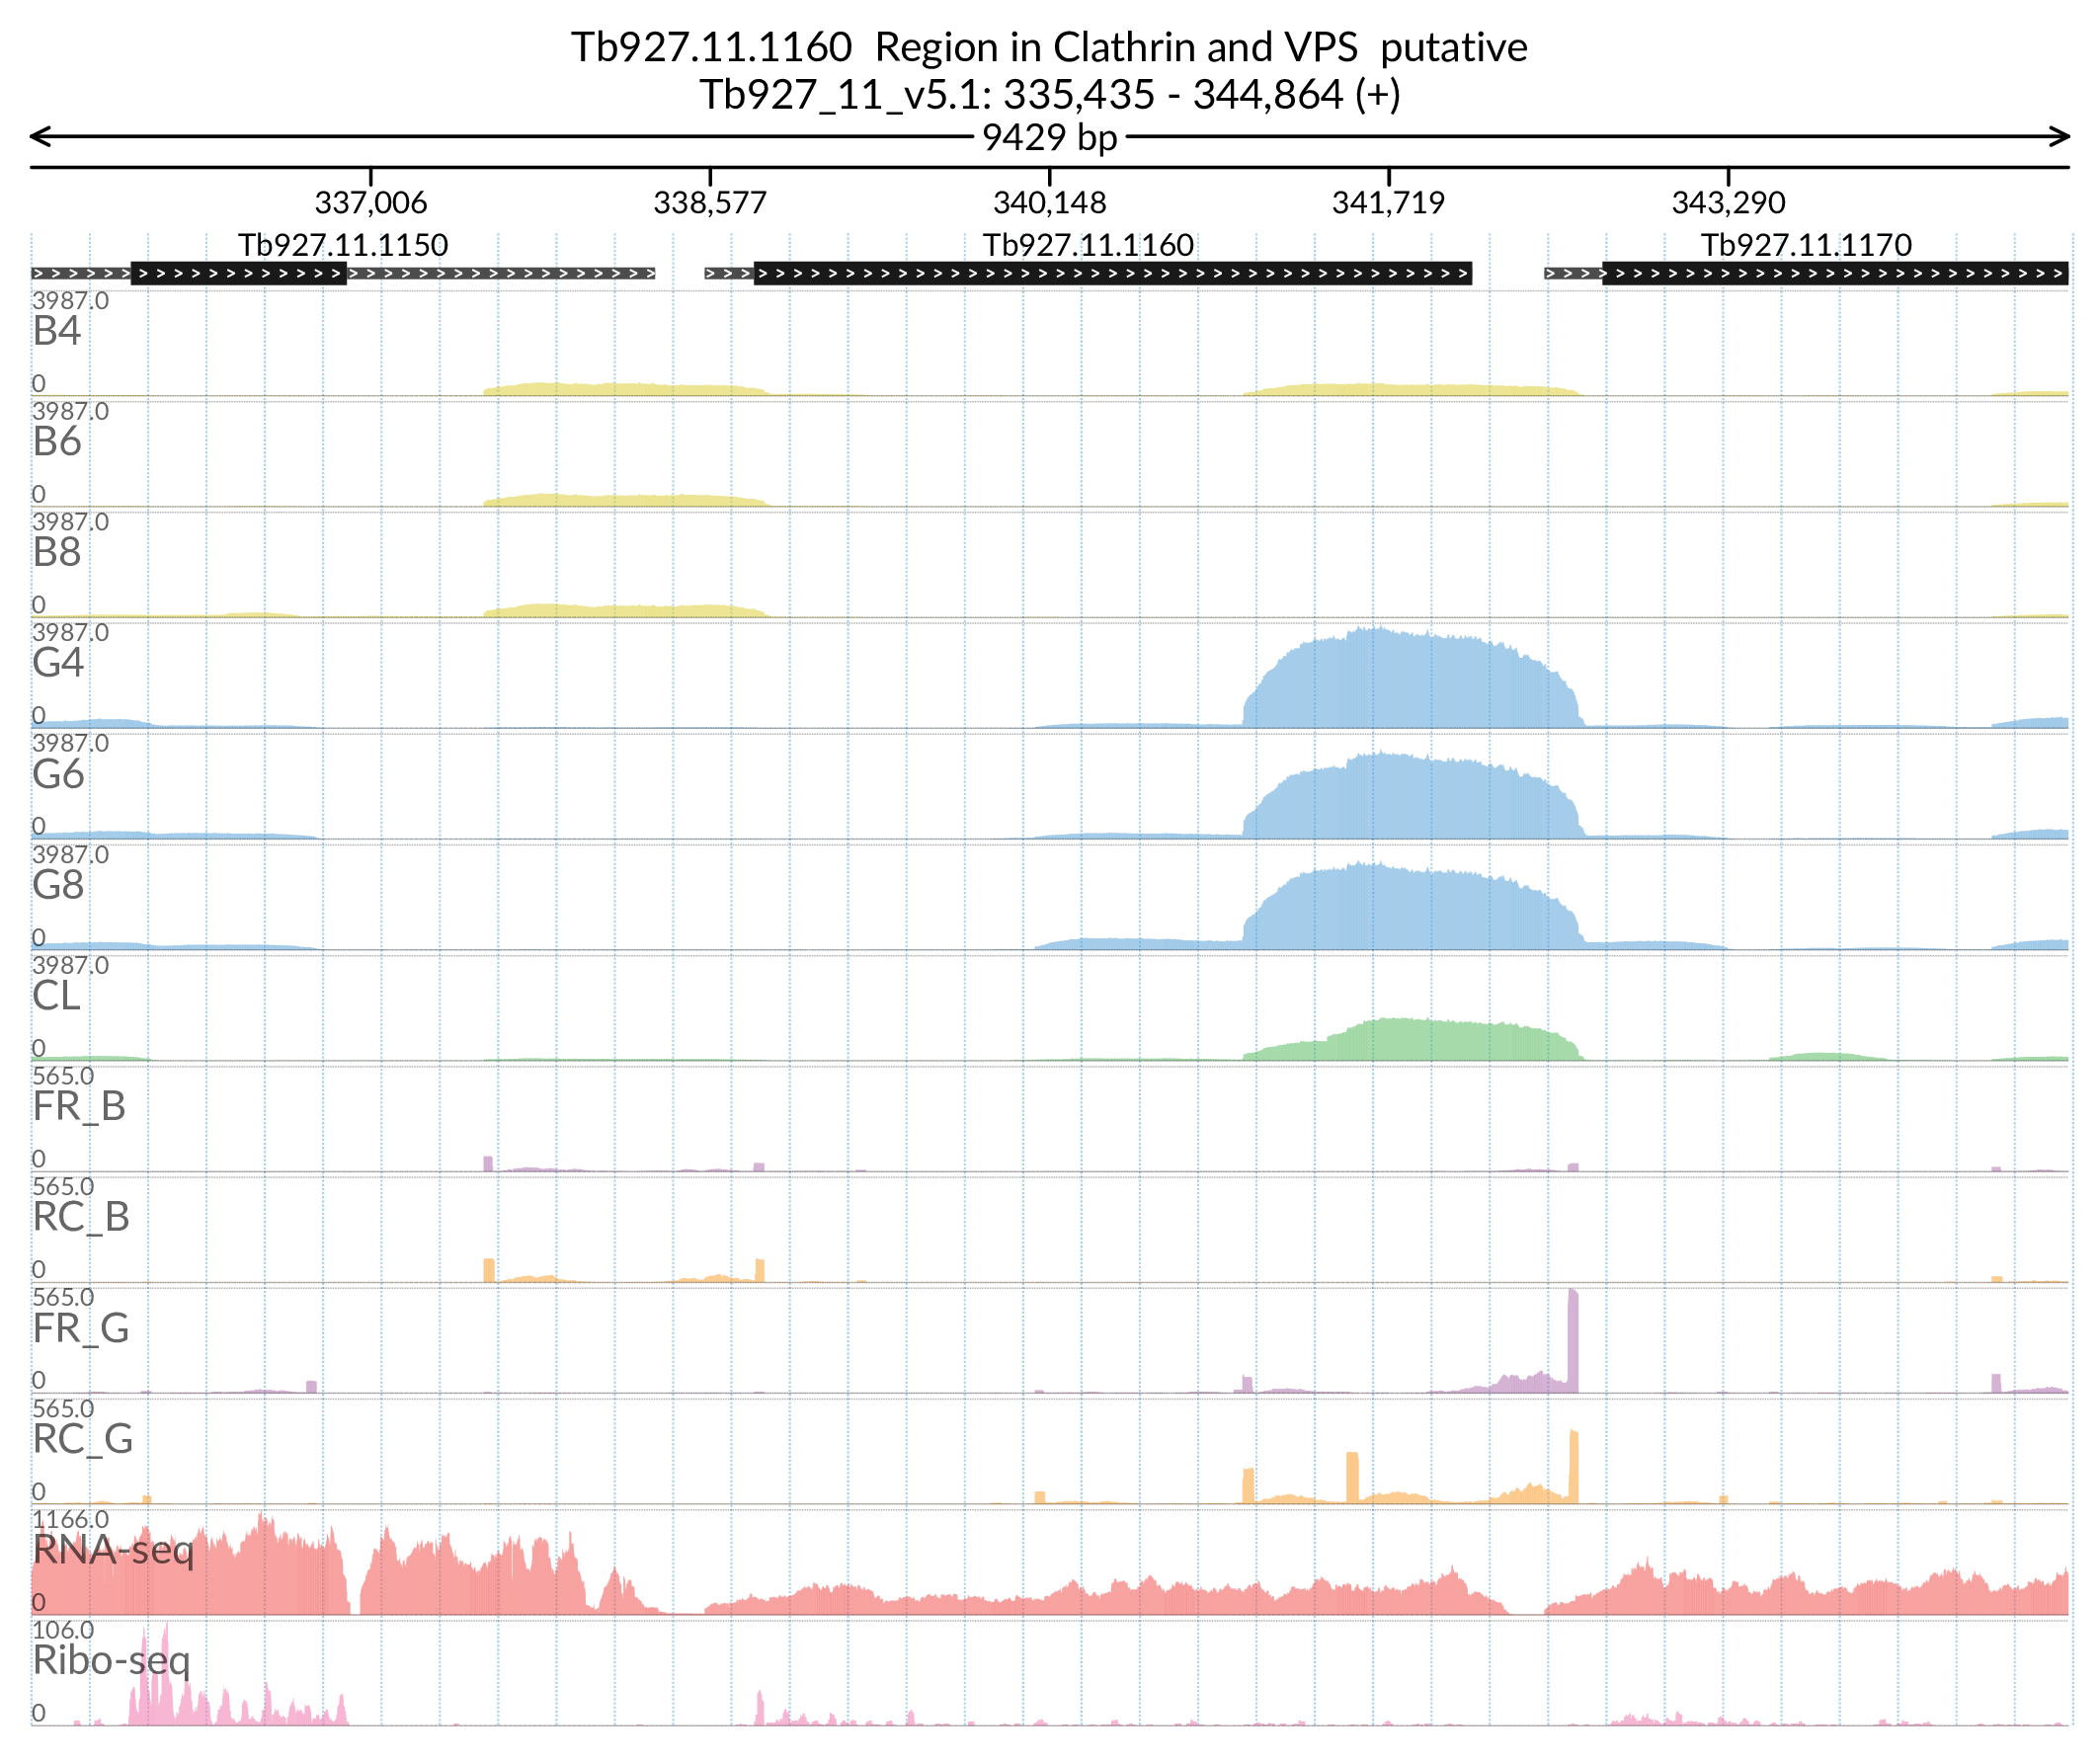 Tb927.11.1160 Region in Clathrin and VPS putative
Tb927_11_v5.1: 335,435 - 344,864 (+)
9429 bp
337,006 338,577 340,148 341,719 343,290
Tb927.11.1150 Tb927.11.1160 Tb927.11.1170
3987.0
B4
0
3987.0
B6
0
3987.0
B8
0
3987.0
G4
0
3987.0
G6
0
3987.0
G8
0
3987.0
CL
0
565.0
FR_B
0
565.0
RC_B
0
565.0
FR_G
0
565.0
RC_G
0
1166.0
RNA-seq
0
106.0
Ribo-seq
0